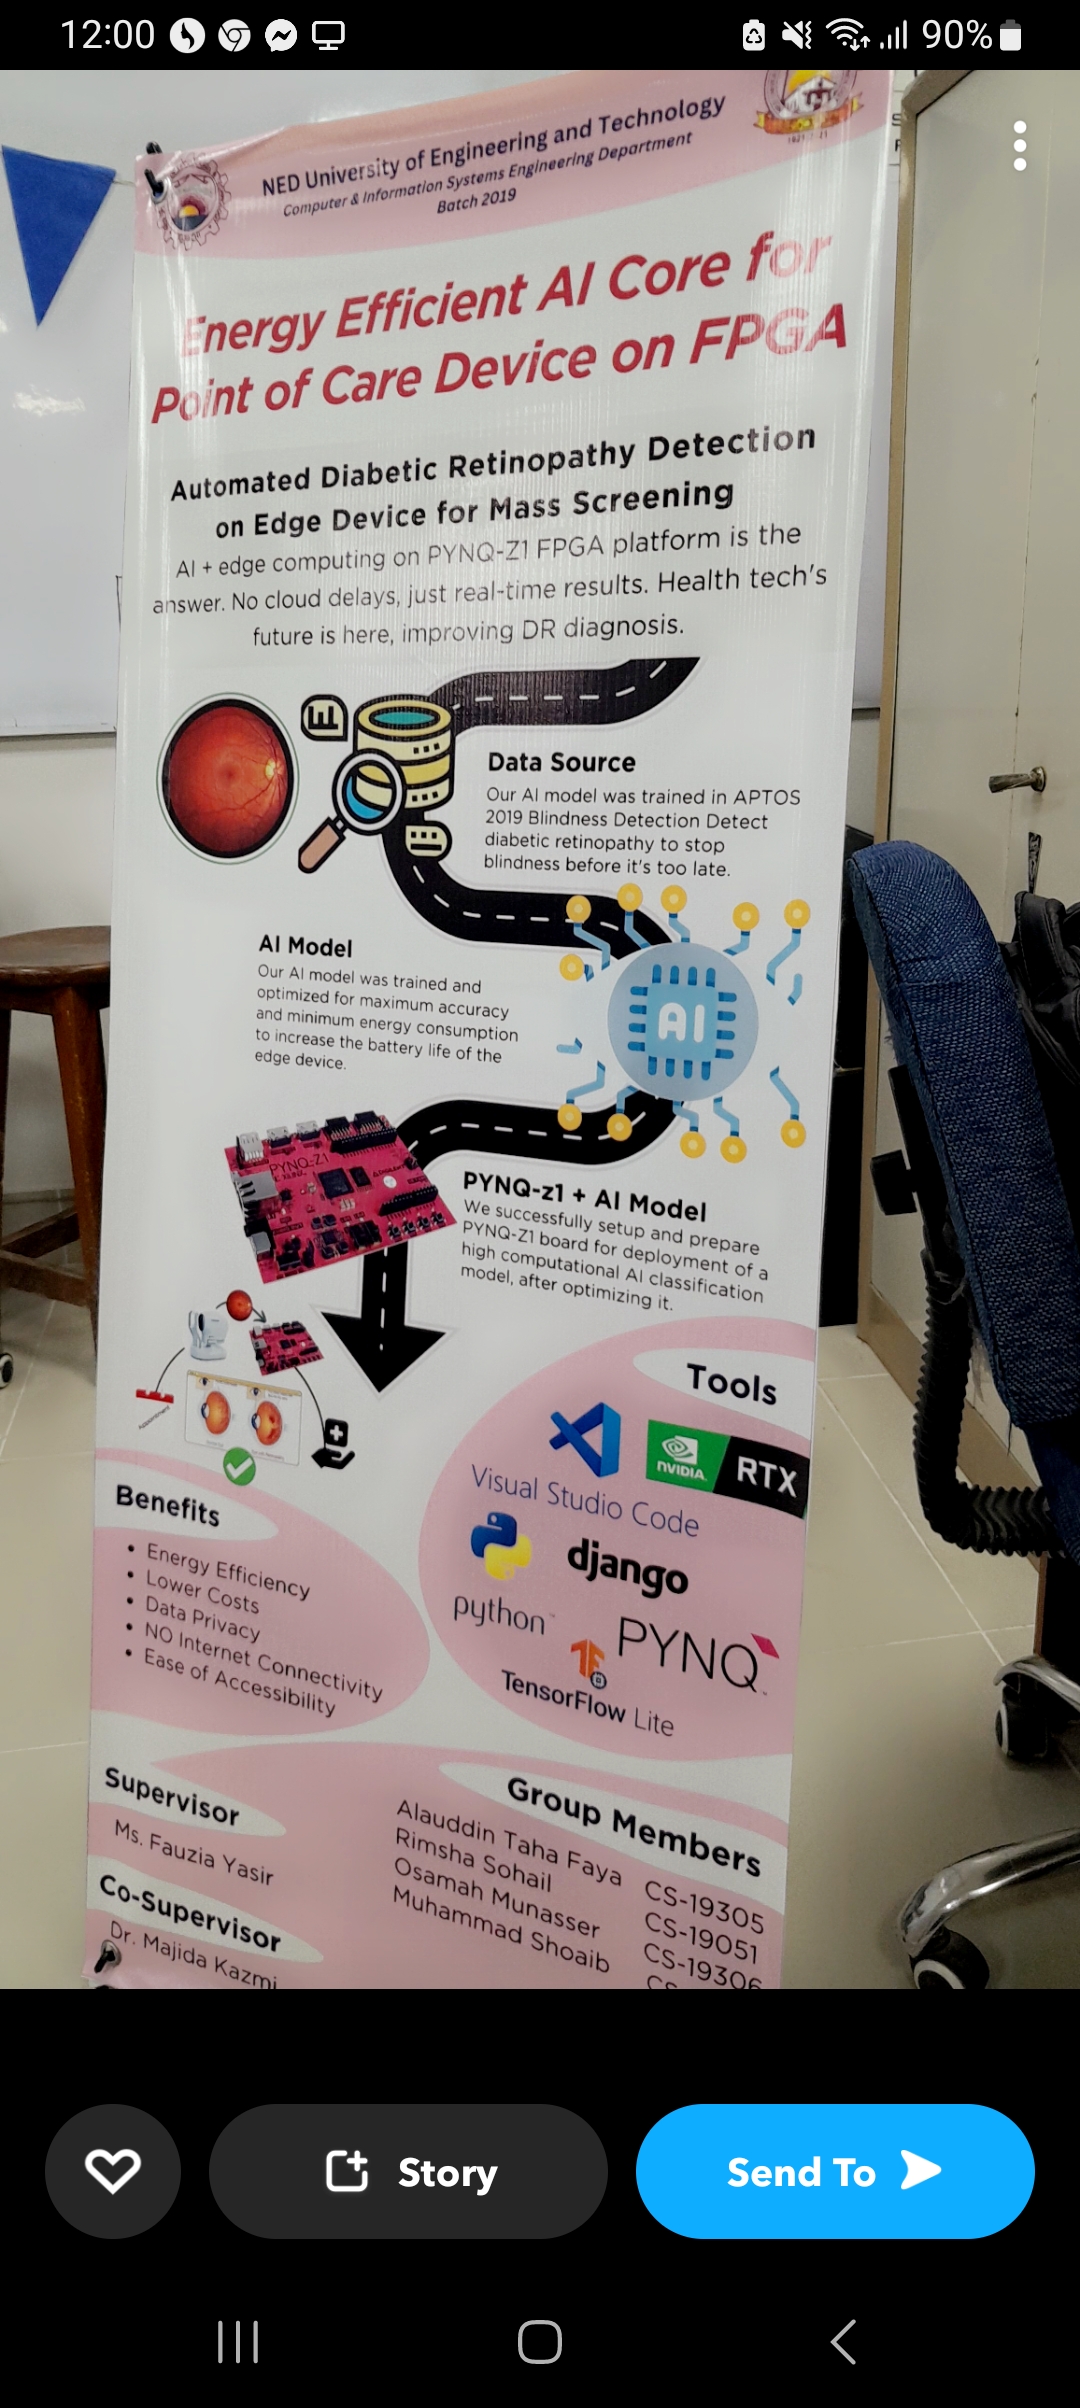 12:00
90%
NED University of Engineering and Technology
Computer & Information Systems Engineering Department
Batch 2019
Energy Efficient AI Core for
Point of Care Device on FPGA
Automated Diabetic Retinopathy Detection
on Edge Device for Mass Screening
AI + edge computing on PYNQ-Z1 FPGA platform is the
answer. No cloud delays, just real-time results. Health tech's
future is here, improving DR diagnosis.
Data Source
Our AI model was trained in APTOS
2019 Blindness Detection Detect
diabetic retinopathy to stop
blindness before it's too late.
AI Model
Our AI model was trained and
optimized for maximum accuracy
and minimum energy consumption
to increase the battery life of the
edge device.
AI
PYNQ-Z1
PYNQ-z1 + AI Model
We successfully setup and prepare
PYNQ-Z1 board for deployment of a
high computational AI classification
model, after optimizing it.
Appointment
Tools
Visual Studio Code
NVIDIA RTX
python
django
PYNQ
TensorFlow Lite
Benefits
• Energy Efficiency
• Lower Costs
• Data Privacy
• NO Internet Connectivity
• Ease of Accessibility
Supervisor
Ms. Fauzia Yasir
Co-Supervisor
Dr. Majida Kazmi
Group Members
Alauddin Taha Faya CS-19305
Rimsha Sohail CS-19051
Osamah Munasser CS-19306
Muhammad Shoaib
Story
Send To